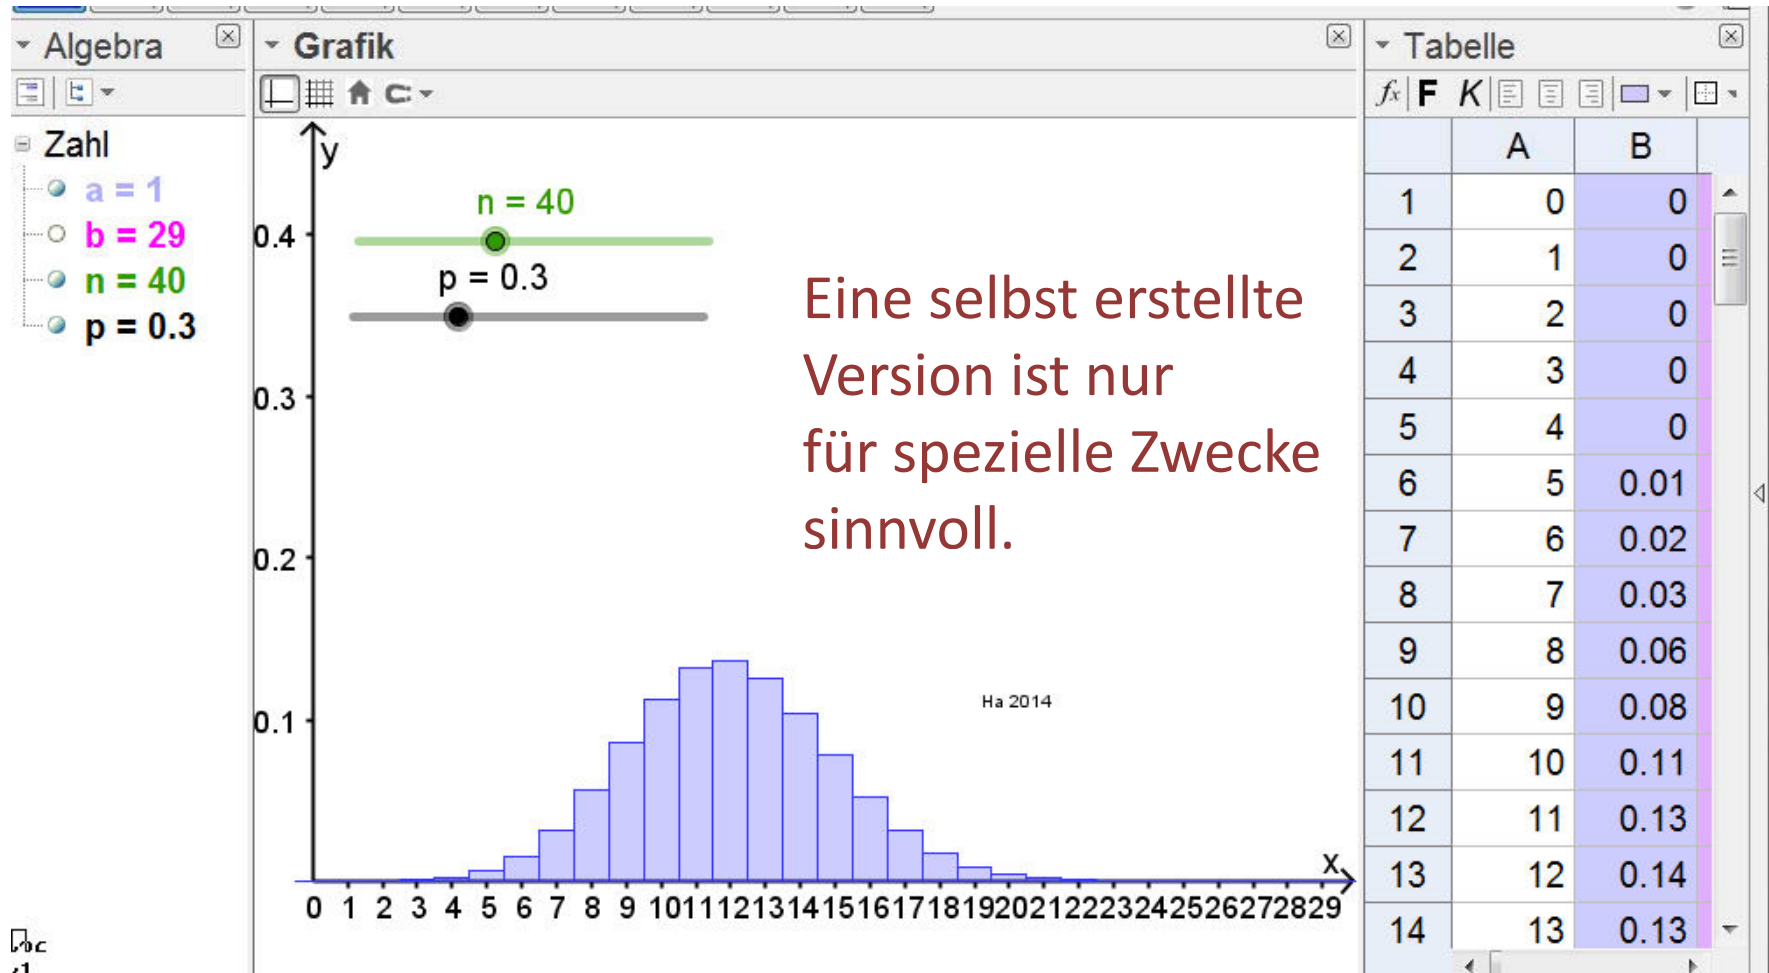 Algebra
Grafik
Tabelle
fx F K
Zahl
a = 1
b = 29
n = 40
p = 0.3
y
n = 40
0.4
p = 0.3
0.3
0.2
0.1
Eine selbst erstellte
Version ist nur
für spezielle Zwecke
sinnvoll.
Ha 2014
x
0 1 2 3 4 5 6 7 8 9 10 11 12 13 14 15 16 17 18 19 20 21 22 23 24 25 26 27 28 29
A B
1 0 0
2 1 0
3 2 0
4 3 0
5 4 0
6 5 0.01
7 6 0.02
8 7 0.03
9 8 0.06
10 9 0.08
11 10 0.11
12 11 0.13
13 12 0.14
14 13 0.13